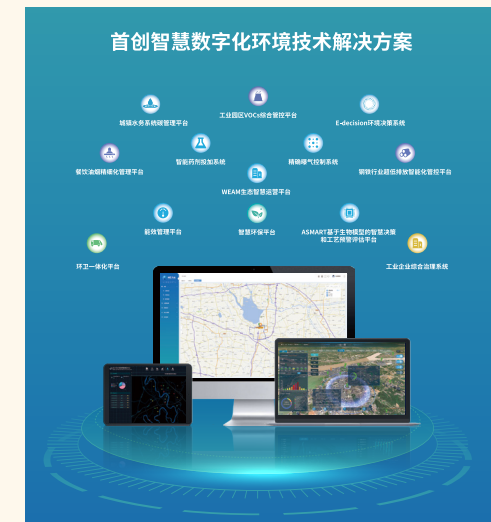 首创智慧数字化环境技术解决方案
工业园区VOCs综合管控平台
城镇水务系统碳管理平台
E-decision环境决策系统
智能药剂投加系统
精确曝气控制系统
餐饮油烟精细化管理平台
钢铁行业超低排放智能化管控平台
WEAM生态智慧运营平台
能效管理平台
智慧环保平台
ASMART基于生物模型的智慧决策
和工艺预警评估平台
环卫一体化平台
工业企业综合治理系统